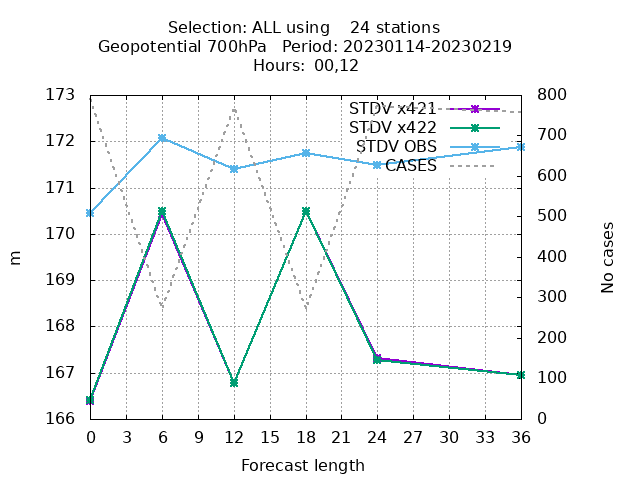 Selection: ALL using    24 stations
Geopotential 700hPa   Period: 20230114-20230219
Hours:  00,12
173
172
171
170
169
168
167
166
800
700
600
500
400
300
200
100
0
m
No cases
STDV x421
STDV x422
STDV OBS
CASES
0 3 6 9 12 15 18 21 24 27 30 33 36
Forecast length